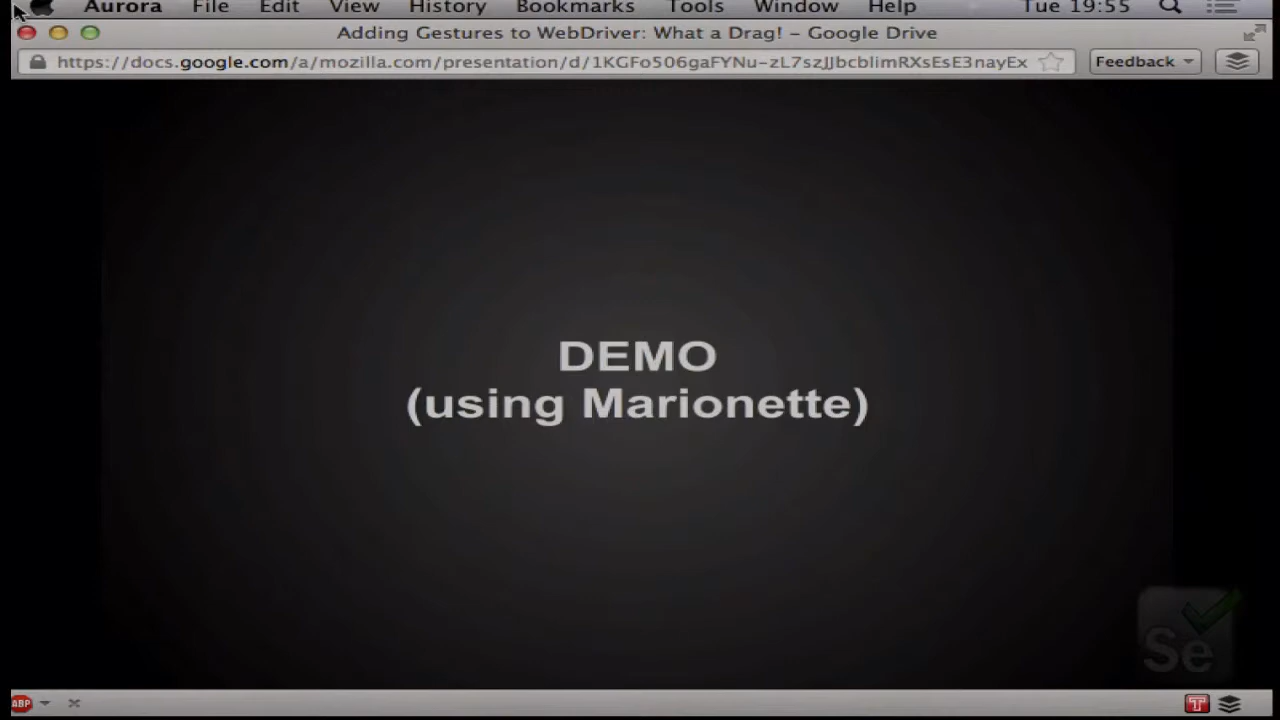 Aurora File Edit View History Bookmarks Tools Window Help Tue 19:55
Adding Gestures to WebDriver: What a Drag! – Google Drive
https://docs.google.com/a/mozilla.com/presentation/d/1KGFo506gaFYNu-zL7szJJbcblimRXsEsE3nayEx Feedback
DEMO
(using Marionette)
Se
ABP T